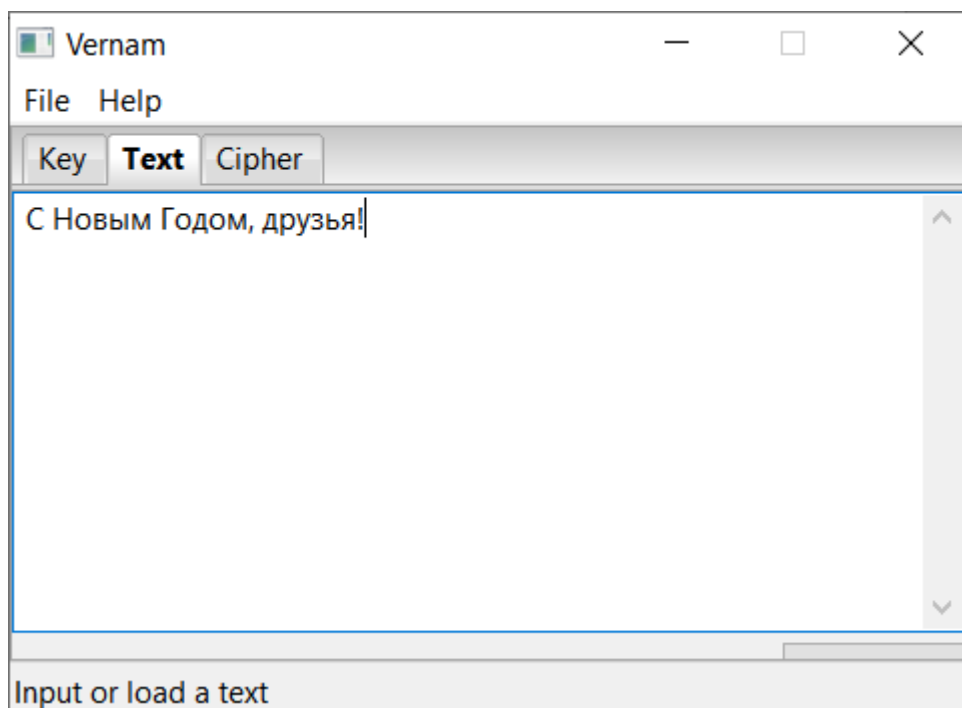 Vernam
File Help
Key Text Cipher
С Новым Годом, друзья!
Input or load a text